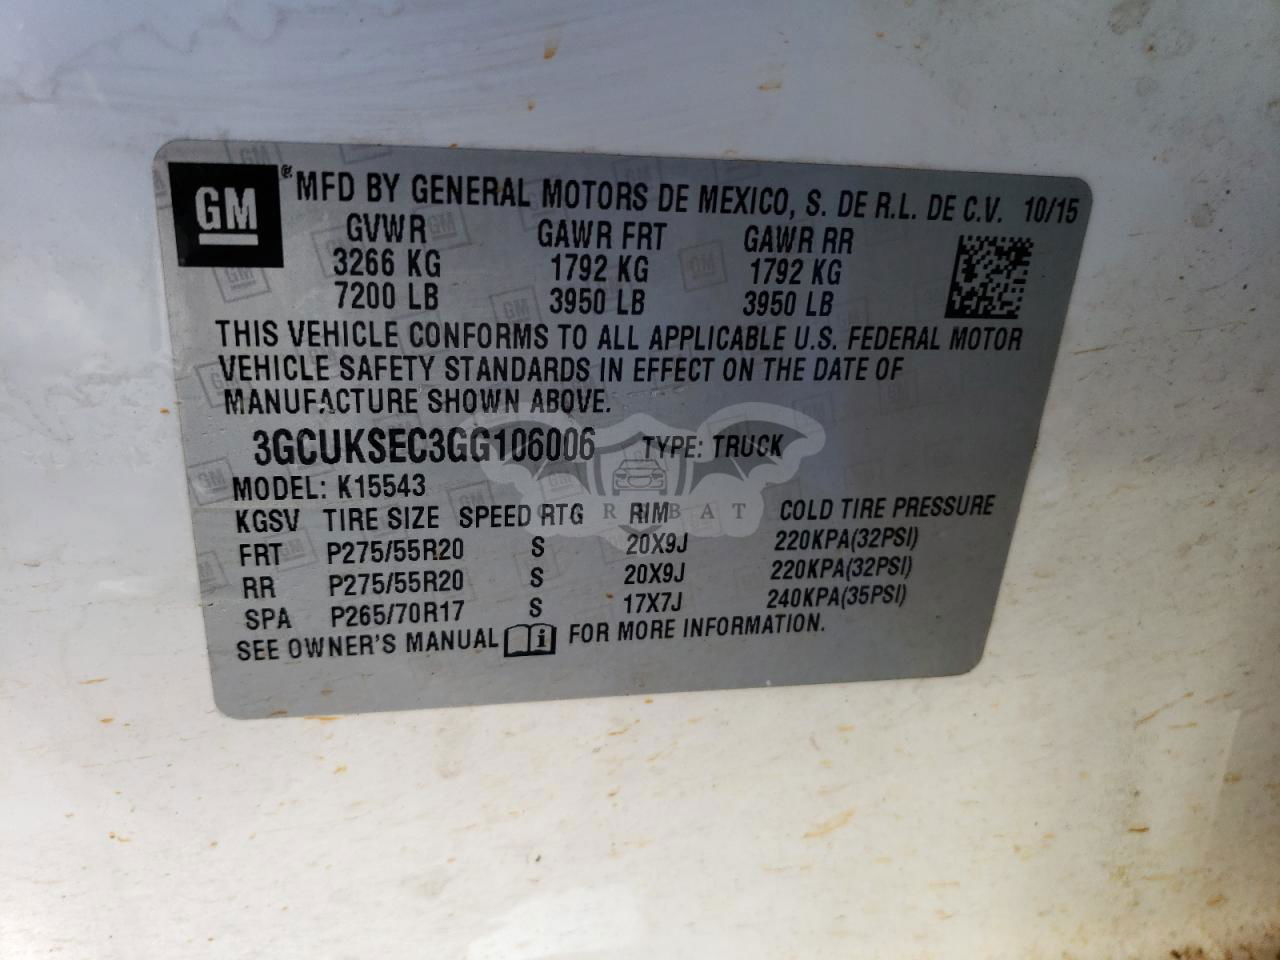 GM ® MFD BY GENERAL MOTORS DE MEXICO, S. DE R.L. DE C.V. 10/15
GVWR GAWR FRT GAWR RR
3266 KG 1792 KG 1792 KG
7200 LB 3950 LB 3950 LB
THIS VEHICLE CONFORMS TO ALL APPLICABLE U.S. FEDERAL MOTOR
VEHICLE SAFETY STANDARDS IN EFFECT ON THE DATE OF
MANUFACTURE SHOWN ABOVE.
3GCUKSEC3GG106006 TYPE: TRUCK
MODEL: K15543
KGSV TIRE SIZE SPEED RTG RIM COLD TIRE PRESSURE
FRT P275/55R20 S 20X9J 220KPA(32PSI)
RR P275/55R20 S 20X9J 220KPA(32PSI)
SPA P265/70R17 S 17X7J 240KPA(35PSI)
SEE OWNER'S MANUAL i FOR MORE INFORMATION.